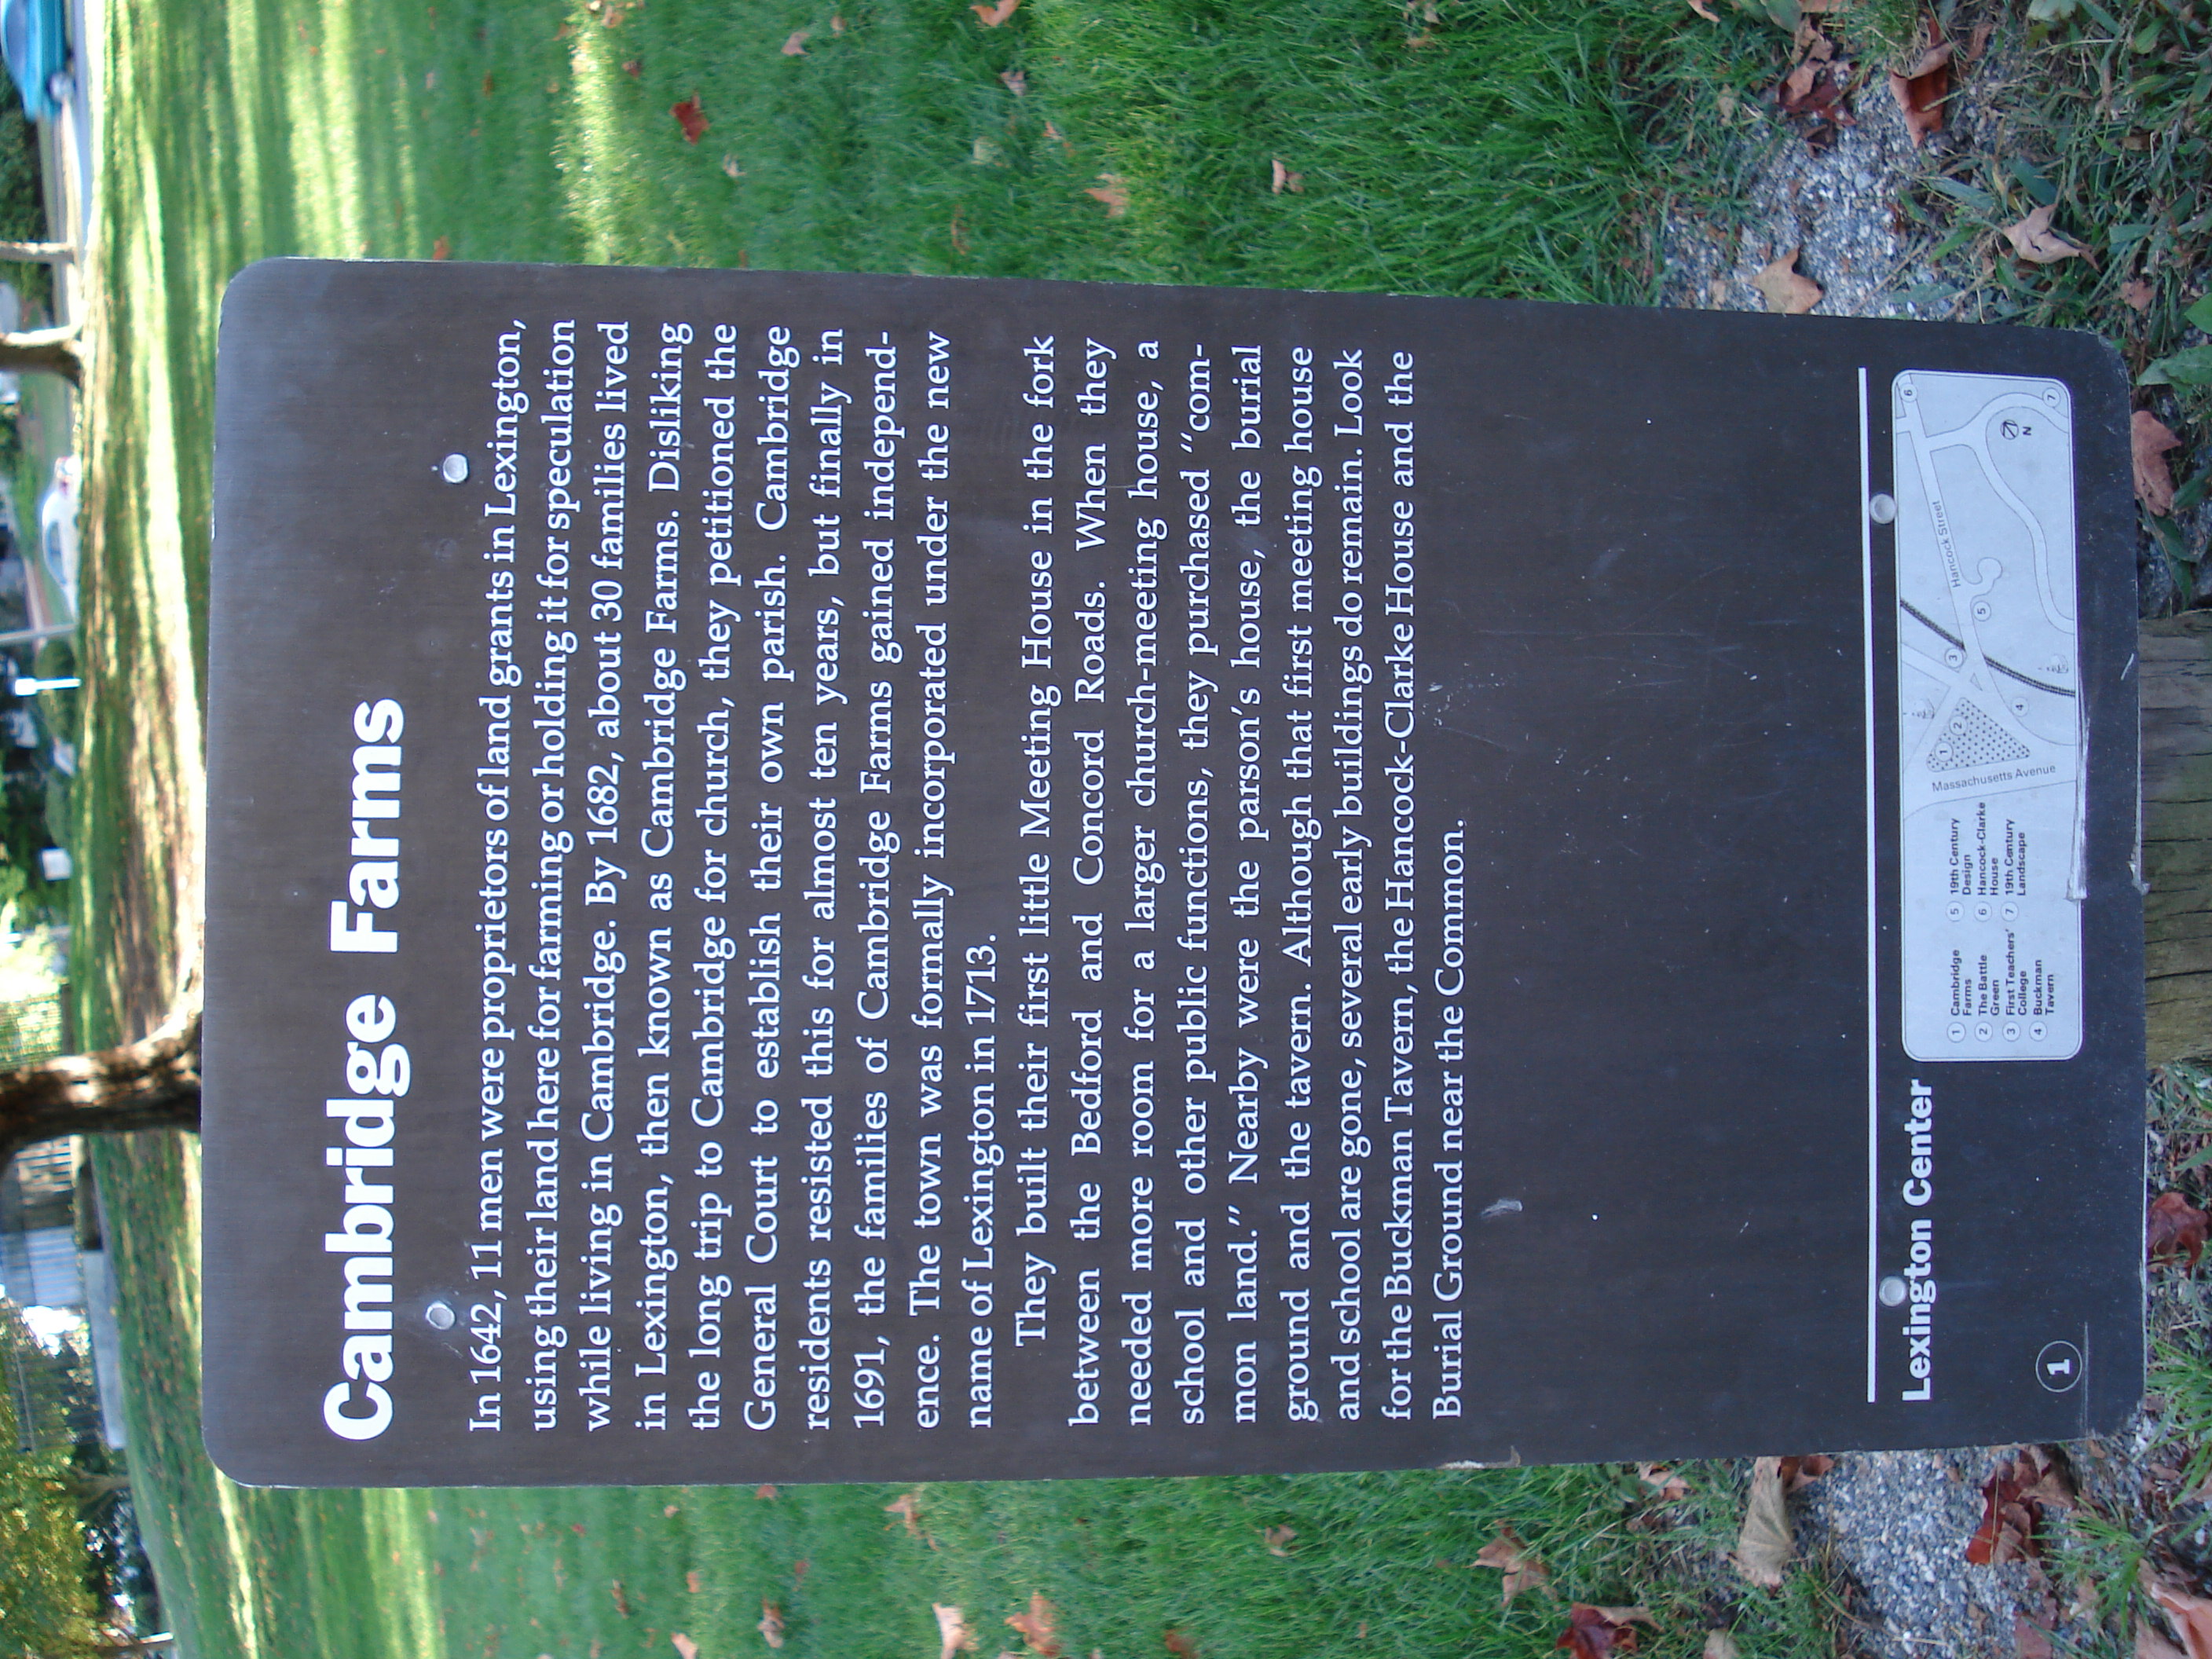 Cambridge Farms
In 1642, 11 men were proprietors of land grants in Lexington,
using their land here for farming or holding it for speculation
while living in Cambridge. By 1682, about 30 families lived
in Lexington, then known as Cambridge Farms. Disliking
the long trip to Cambridge for church, they petitioned the
General Court to establish their own parish. Cambridge
residents resisted this for almost ten years, but finally in
1691, the families of Cambridge Farms gained independ-
ence. The town was formally incorporated under the new
name of Lexington in 1713.
They built their first little Meeting House in the fork
between the Bedford and Concord Roads. When they
needed more room for a larger church-meeting house, a
school and other public functions, they purchased “com-
mon land.” Nearby were the parson's house, the burial
ground and the tavern. Although that first meeting house
and school are gone, several early buildings do remain. Look
for the Buckman Tavern, the Hancock-Clarke House and the
Burial Ground near the Common.
Lexington Center
1
1 Cambridge
Farms
2 The Battle
Green
3 First Teachers'
College
4 Buckman
Tavern
5 19th Century
Design
6 Hancock-Clarke
House
7 19th Century
Landscape
Massachusetts Avenue
Hancock Street
1
2
3
4
5
6
7
N